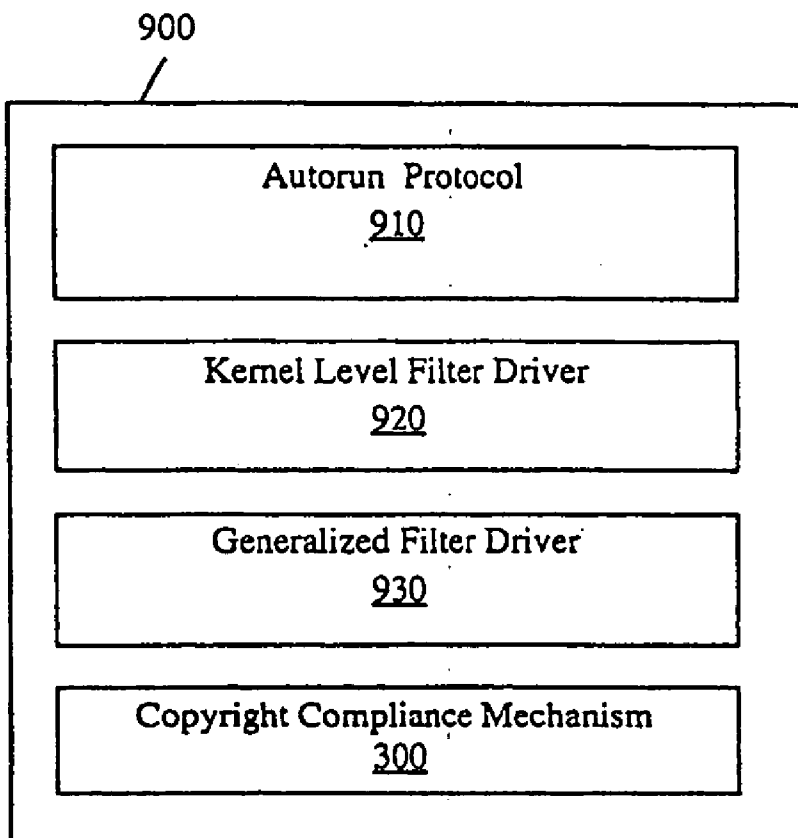 900
Autorun Protocol
910
Kernel Level Filter Driver
920
Generalized Filter Driver
930
Copyright Compliance Mechanism
300